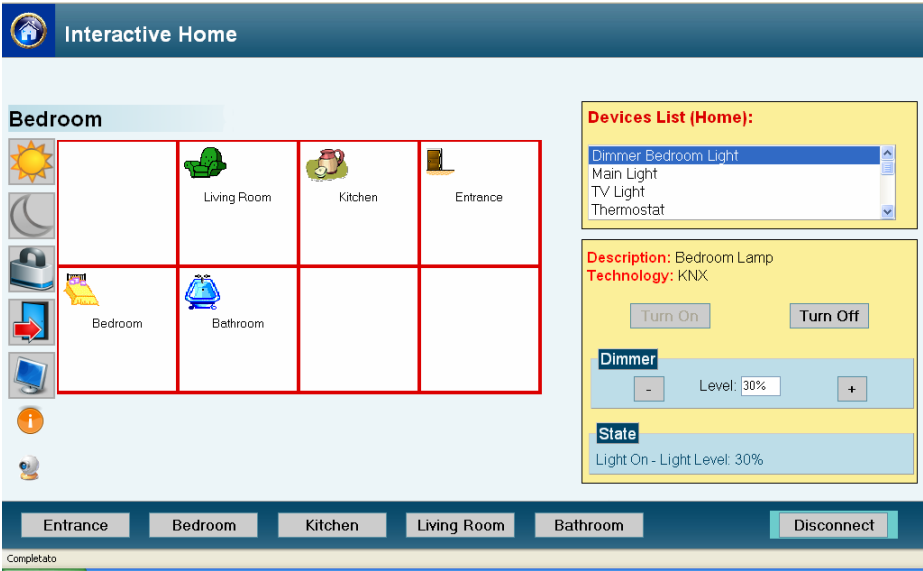 Interactive Home
Bedroom
Living Room
Kitchen
Entrance
Bedroom
Bathroom
Devices List (Home):
Dimmer Bedroom Light
Main Light
TV Light
Thermostat
Description: Bedroom Lamp
Technology: KNX
Turn On
Turn Off
Dimmer
-
Level: 30%
+
State
Light On - Light Level: 30%
Entrance
Bedroom
Kitchen
Living Room
Bathroom
Disconnect
Completato